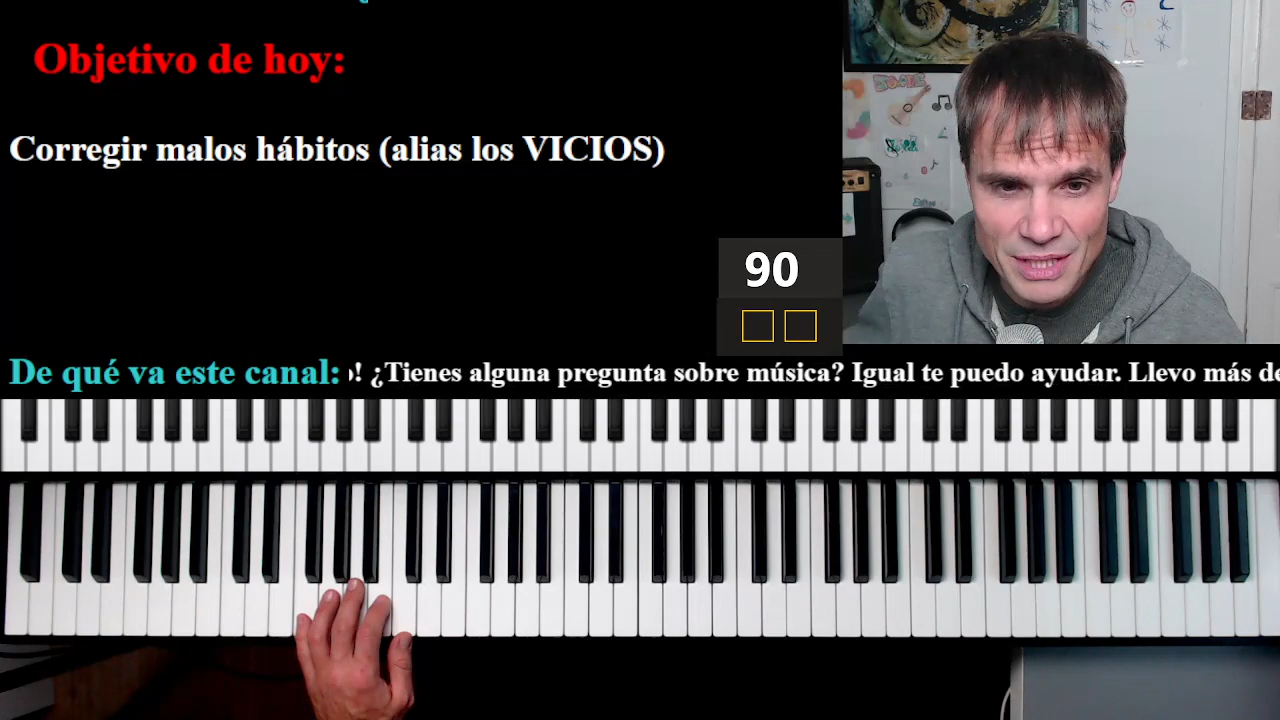 Objetivo de hoy:
Corregir malos hábitos (alias los VICIOS)
90
De qué va este canal: ! ¿Tienes alguna pregunta sobre música? Igual te puedo ayudar. Llevo más de